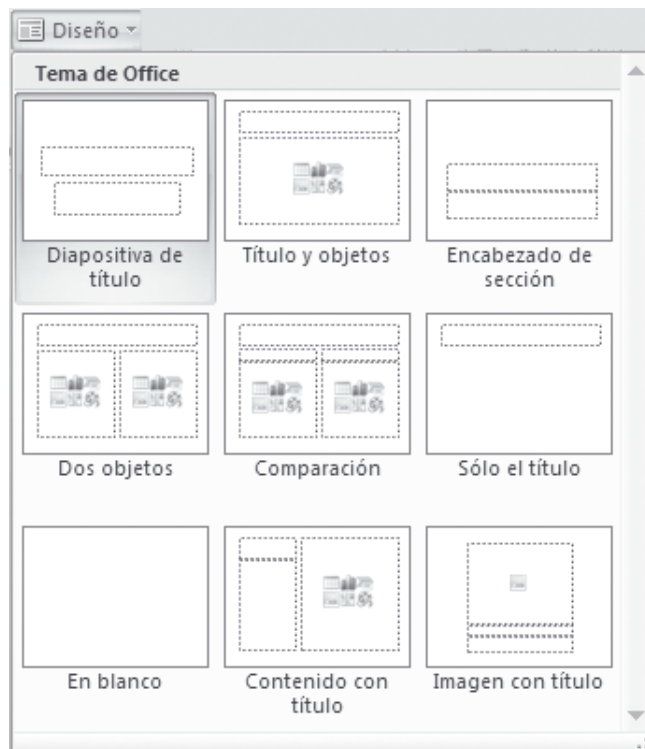 Diseño
Tema de Office
Diapositiva de
título
Título y objetos
Encabezado de
sección
Dos objetos
Comparación
Sólo el título
En blanco
Contenido con
título
Imagen con título